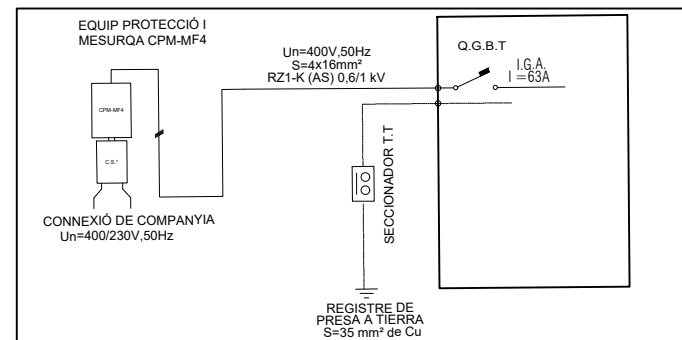 EQUIP PROTECCIÓ I
MESURQA CPM-MF4
CPM-MF4
C.S.*
CONNEXIÓ DE COMPANYIA
Un=400/230V,50Hz
Un=400V,50Hz
S=4x16mm²
RZ1-K (AS) 0,6/1 kV
SECCIONADOR T.T
REGISTRE DE
PRESA A TIERRA
S=35 mm² de Cu
Q.G.B.T
I.G.A.
I =63A